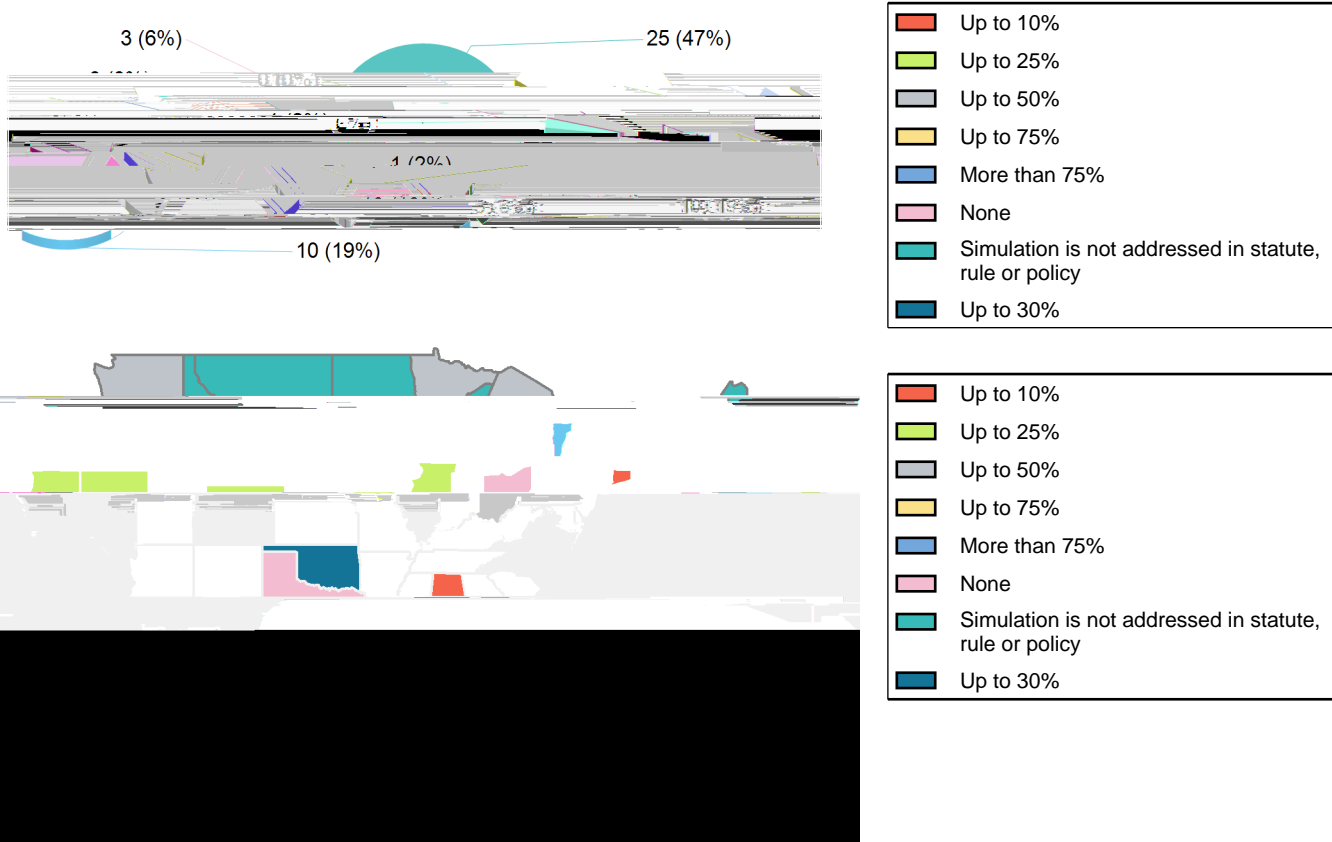 3 (6%)
25 (47%)
10 (19%)
Up to 10%
Up to 25%
Up to 50%
Up to 75%
More than 75%
None
Simulation is not addressed in statute,
rule or policy
Up to 30%
Up to 10%
Up to 25%
Up to 50%
Up to 75%
More than 75%
None
Simulation is not addressed in statute,
rule or policy
Up to 30%